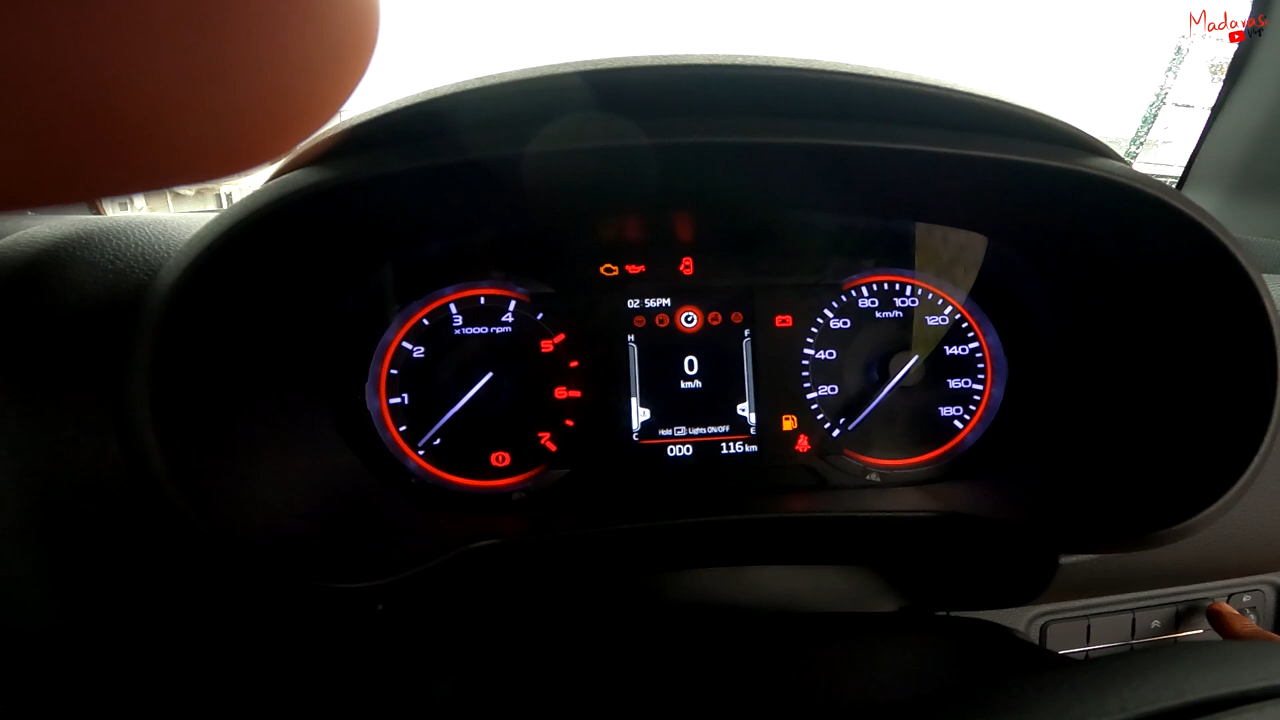 Madaras
Vlogs
02:56PM
H
F
0
km/h
C
E
Hold : Lights ON/OFF
ODO 116 km
1
2
3
4
5
6
7
x1000 rpm
20
40
60
80
100
120
140
160
180
km/h